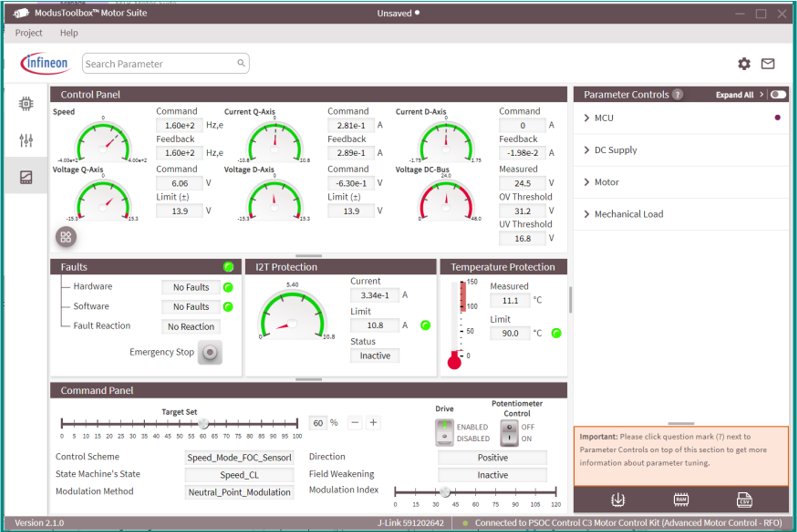 ModusToolbox™ Motor Suite
Unsaved
Project Help
infineon
Search Parameter
Control Panel
Speed
0
-4.00e+2 4.00e+2
Command
1.60e+2 Hz,e
Feedback
1.60e+2 Hz,e
Current Q-Axis
0
-10.8 10.8
Command
2.81e-1 A
Feedback
2.89e-1 A
Current D-Axis
0
-1.75 1.75
Command
0 A
Feedback
-1.98e-2 A
Voltage Q-Axis
0
-15.3 15.3
Command
6.06 V
Limit (±)
13.9 V
Voltage D-Axis
0
-15.3 15.3
Command
-6.30e-1 V
Limit (±)
13.9 V
Voltage DC-Bus
24.0
0 48.0
Measured
24.5 V
OV Threshold
31.2 V
UV Threshold
16.8 V
Faults
Hardware No Faults
Software No Faults
Fault Reaction No Reaction
Emergency Stop
I2T Protection
5.40
0 10.8
Current
3.34e-1 A
Limit
10.8 A
Status
Inactive
Temperature Protection
150
100
50
0
Measured
11.1 °C
Limit
90.0 °C
Command Panel
Target Set
0 5 10 15 20 25 30 35 40 45 50 55 60 65 70 75 80 85 90 95 100
60 % − +
Drive
ENABLED
DISABLED
Potentiometer
Control
OFF
ON
Control Scheme Speed_Mode_FOC_Sensorl
State Machine's State Speed_CL
Modulation Method Neutral_Point_Modulation
Direction Positive
Field Weakening Inactive
Modulation Index
0 15 30 45 60 75 90 105 120
Parameter Controls ? Expand All >
> MCU
> DC Supply
> Motor
> Mechanical Load
Important: Please click question mark (?) next to
Parameter Controls on top of this section to get more
information about parameter tuning.
RAM
CSV
Version 2.1.0
J-Link 591202642
Connected to PSOC Control C3 Motor Control Kit (Advanced Motor Control - RFO)